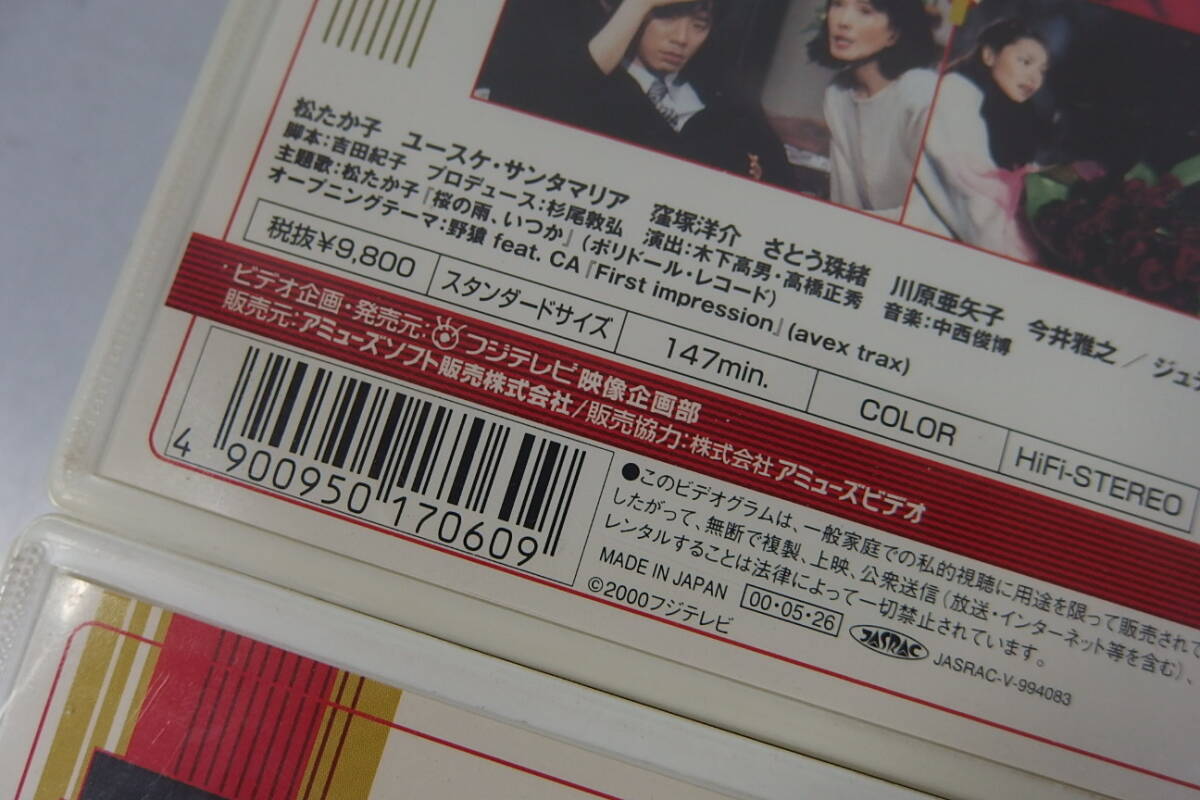 松たか子　ユースケ・サンタマリア　窪塚洋介　さとう珠緒　川原亜矢子　今井雅之／ジュ
脚本：吉田紀子　プロデュース：杉尾敦弘　演出：木下高男・高橋正秀　音楽：中西俊博
主題歌：松たか子『桜の雨、いつか』（ポリドール・レコード）
オープニングテーマ：野猿 feat. CA『First impression』(avex trax)
税抜¥9,800 スタンダードサイズ 147min. COLOR HiFi-STEREO
ビデオ企画・発売元：フジテレビ映像企画部
販売元：アミューズソフト販売株式会社/販売協力：株式会社アミューズビデオ
4 900950 170609
●このビデオグラムは、一般家庭での私的視聴に用途を限って販売されて
したがって、無断で複製、上映、公衆送信（放送・インターネット等を含む）、
レンタルすることは法律によって一切禁止されています。
MADE IN JAPAN 00・05・26
©2000フジテレビ JASRAC JASRAC-V-994083